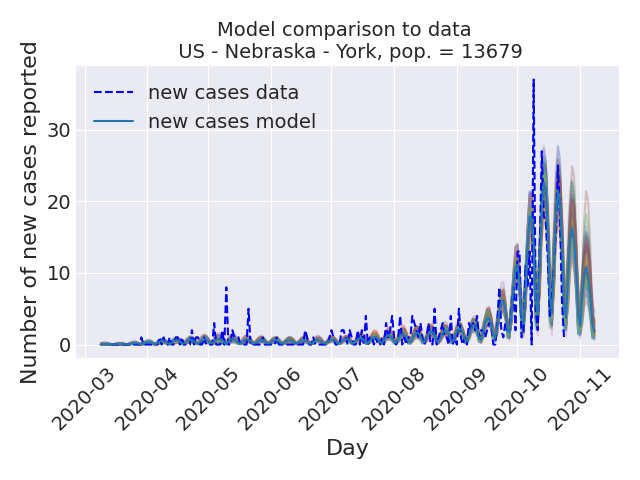 Model comparison to data
US - Nebraska - York, pop. = 13679
new cases data
new cases model
Number of new cases reported
30
20
10
0
2020-03
2020-04
2020-05
2020-06
2020-07
2020-08
2020-09
2020-10
2020-11
Day